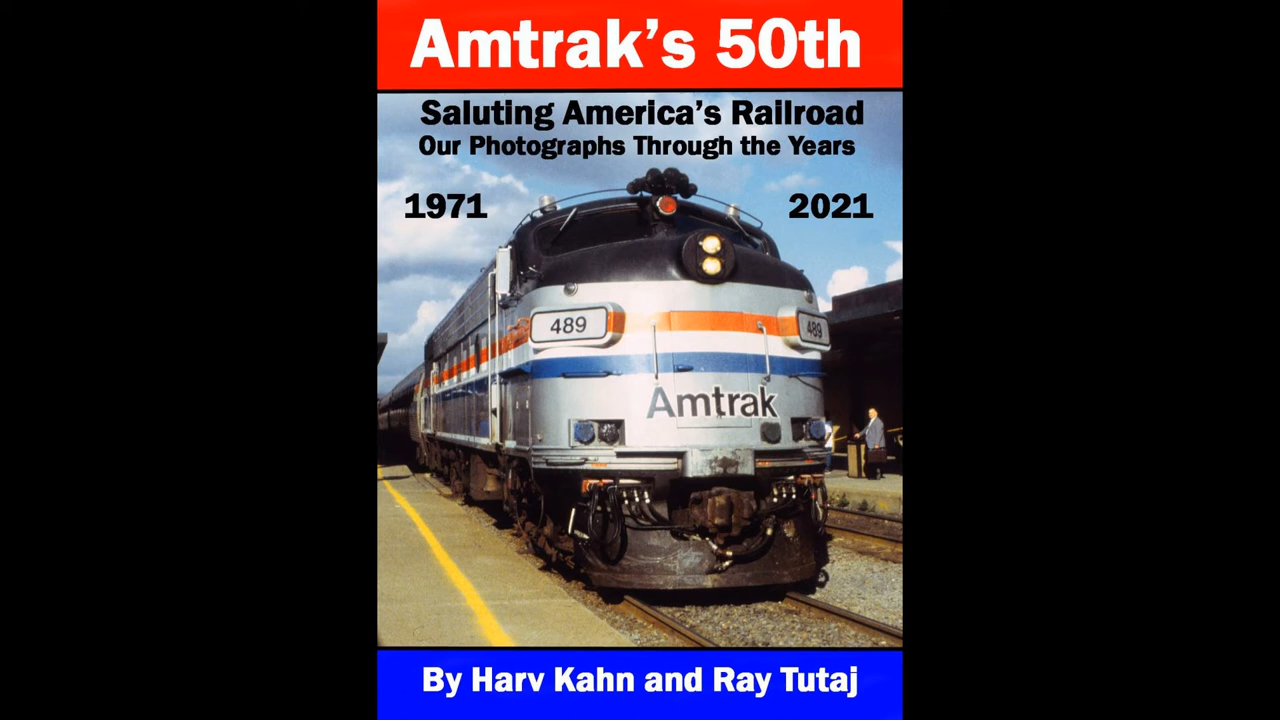 Amtrak's 50th
Saluting America's Railroad
Our Photographs Through the Years
1971 2021
489 489
Amtrak
By Harv Kahn and Ray Tutaj